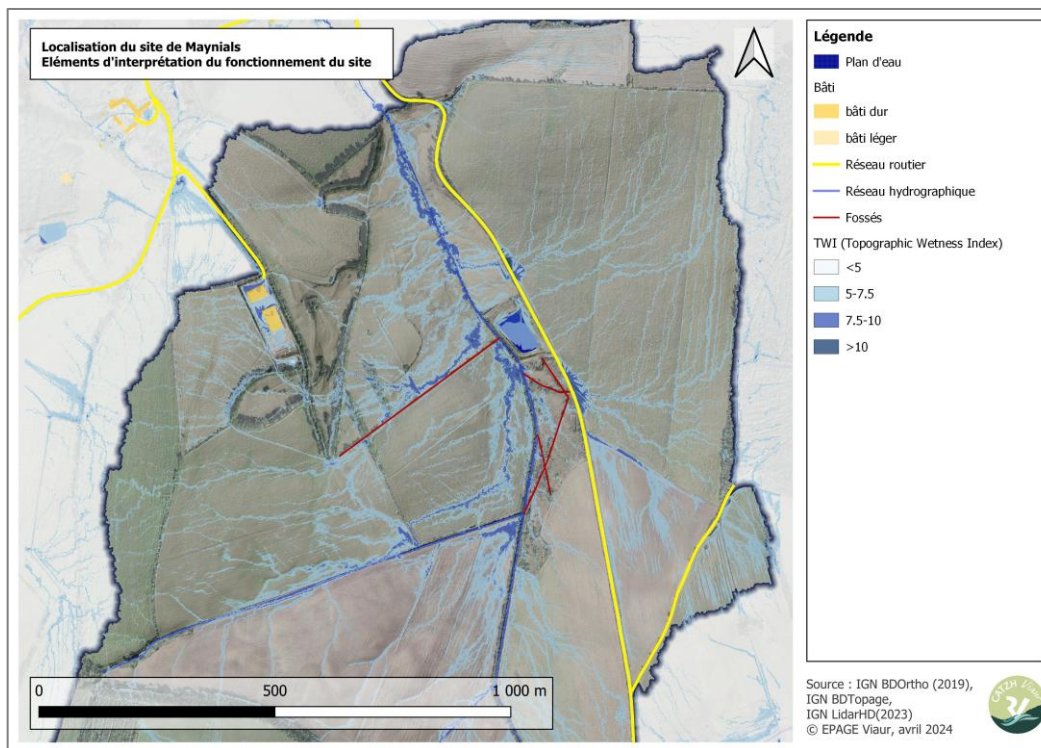 Localisation du site de Maynials
Eléments d'interprétation du fonctionnement du site
Légende
Plan d'eau
Bâti
bâti dur
bâti léger
Réseau routier
Réseau hydrographique
Fossés
TWI (Topographic Wetness Index)
<5
5-7.5
7.5-10
>10
0 500 1 000 m
Source : IGN BDOrtho (2019),
IGN BDTopage,
IGN LidarHD(2023)
© EPAGE Viaur, avril 2024
CATZH Viaur